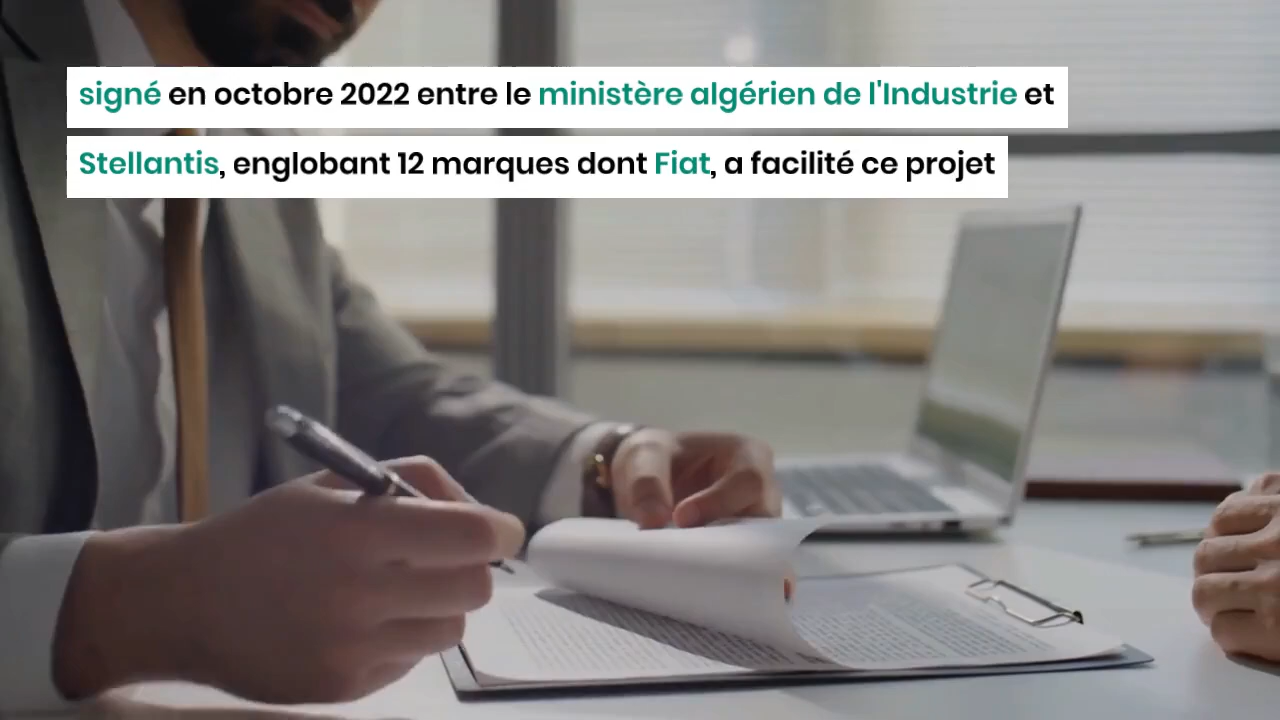 signé en octobre 2022 entre le ministère algérien de l'Industrie et
Stellantis, englobant 12 marques dont Fiat, a facilité ce projet